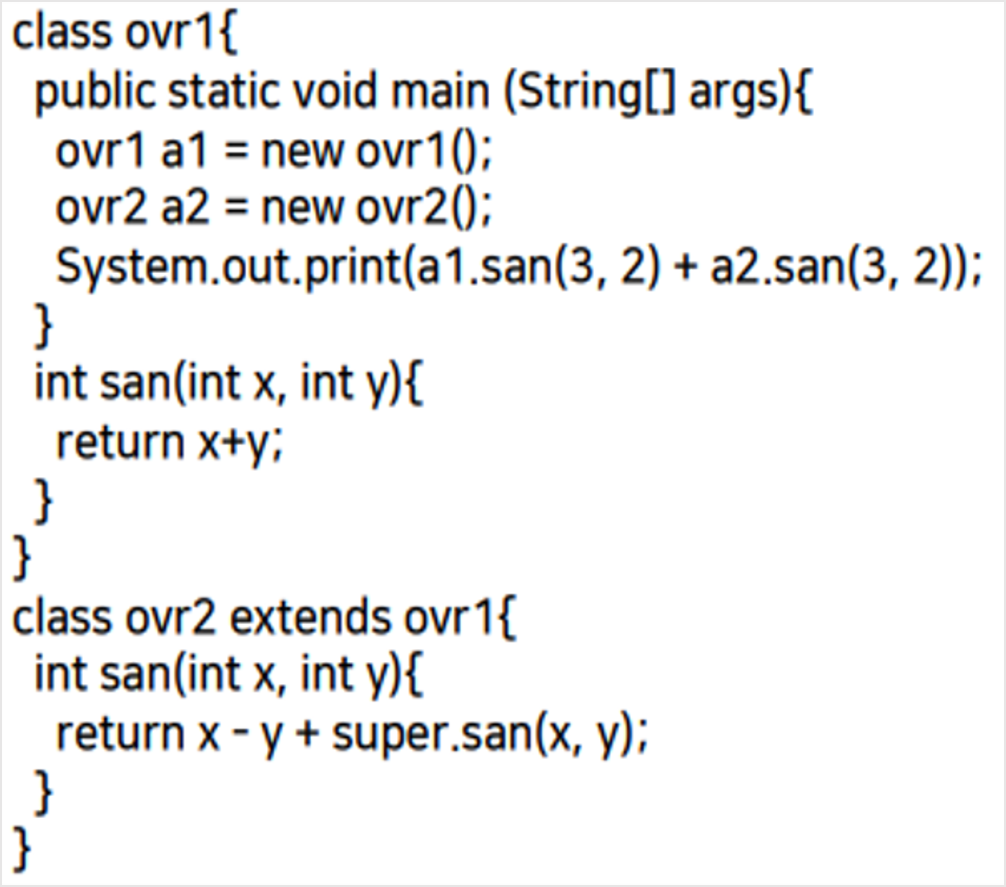 class ovr1{
public static void main (String[] args){
ovr1 a1 = new ovr1();
ovr2 a2 = new ovr2();
System.out.print(a1.san(3, 2) + a2.san(3, 2));
}
int san(int x, int y){
return x+y;
}
}
class ovr2 extends ovr1{
int san(int x, int y){
return x - y + super.san(x, y);
}
}